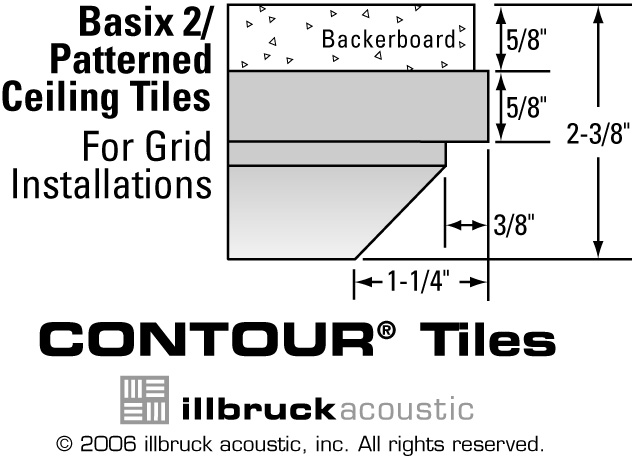 Basix 2/
Patterned
Ceiling Tiles
For Grid
Installations
Backerboard
5/8"
5/8"
2-3/8"
3/8"
1-1/4"
CONTOUR® Tiles
illbruckacoustic
© 2006 illbruck acoustic, inc. All rights reserved.